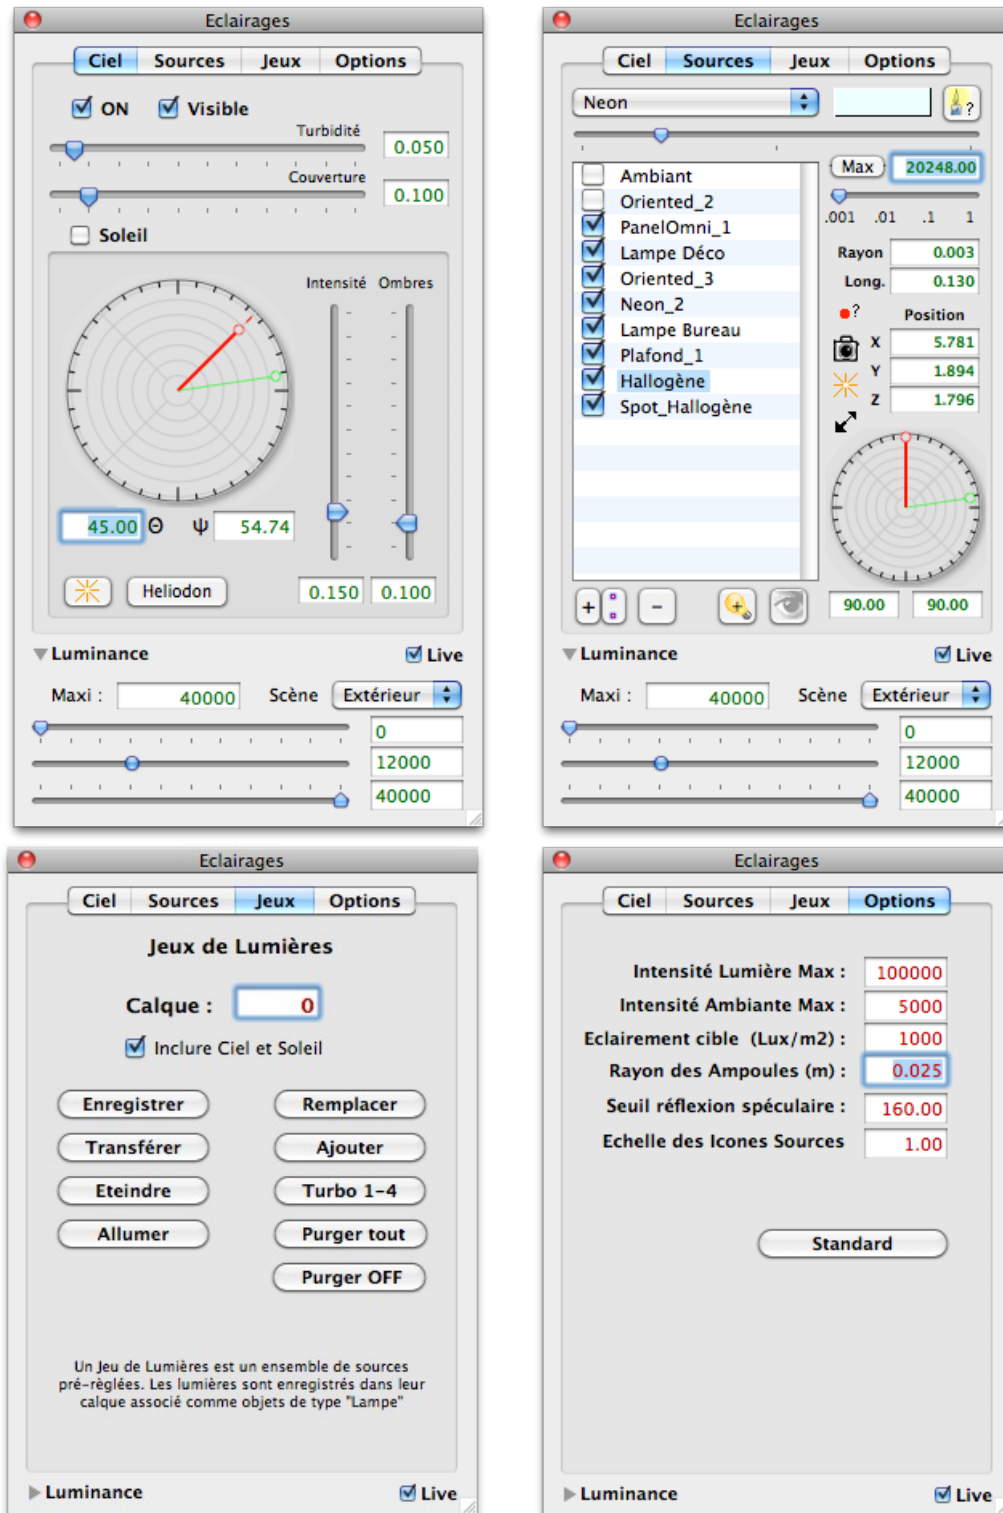 Eclairages
Ciel Sources Jeux Options
ON Visible
Turbidité
0.050
Couverture
0.100
Soleil
Intensité Ombres
45.00 Θ Ψ 54.74
Heliodon 0.150 0.100
Luminance Live
Maxi : 40000 Scène Extérieur
0
12000
40000
Eclairages
Ciel Sources Jeux Options
Neon ?
Ambiant
Oriented_2
PanelOmni_1
Lampe Déco
Oriented_3
Neon_2
Lampe Bureau
Plafond_1
Hallogène
Spot_Hallogène
Max 20248.00
.001 .01 .1 1
Rayon 0.003
Long. 0.130
? Position
X 5.781
Y 1.894
Z 1.796
+ - +
90.00 90.00
Luminance Live
Maxi : 40000 Scène Extérieur
0
12000
40000
Eclairages
Ciel Sources Jeux Options
Jeux de Lumières
Calque : 0
Inclure Ciel et Soleil
Enregistrer Remplacer
Transférer Ajouter
Eteindre Turbo 1-4
Allumer Purger tout
Purger OFF
Un Jeu de Lumières est un ensemble de sources
pré-règlées. Les lumières sont enregistrés dans leur
calque associé comme objets de type "Lampe"
Luminance Live
Eclairages
Ciel Sources Jeux Options
Intensité Lumière Max : 100000
Intensité Ambiante Max : 5000
Eclairement cible (Lux/m2) : 1000
Rayon des Ampoules (m) : 0.025
Seuil réflexion spéculaire : 160.00
Echelle des Icones Sources 1.00
Standard
Luminance Live